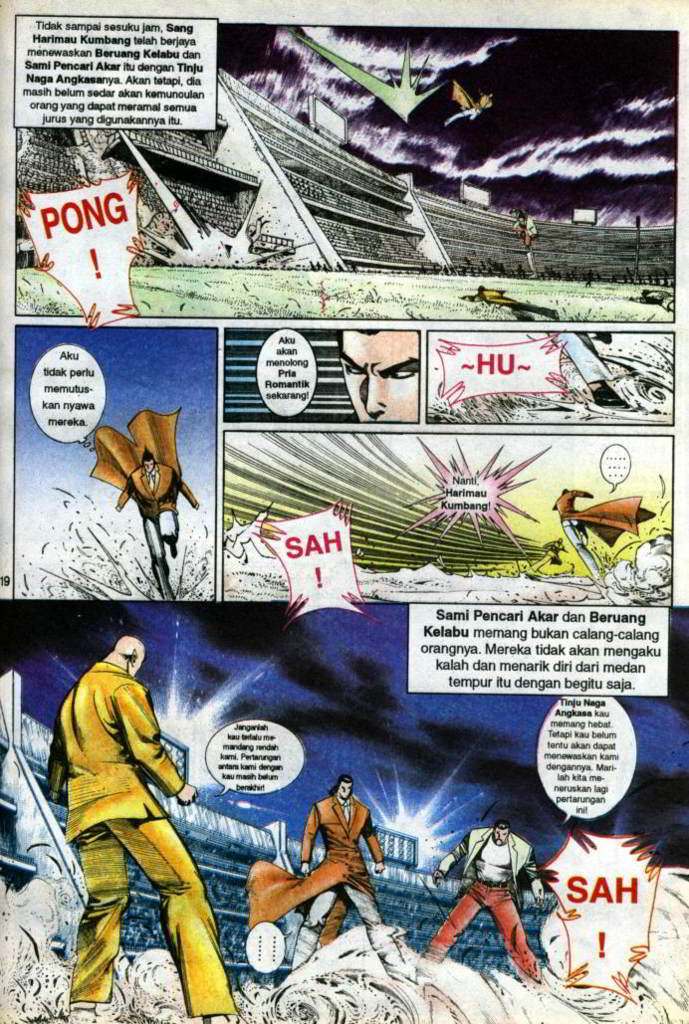 Tidak sampai sesuku jam, Sang
Harimau Kumbang telah berjaya
menewaskan Beruang Kelabu dan
Sami Pencari Akar itu dengan Tinju
Naga Angkasanya. Akan tetapi, dia
masih belum sedar akan kemunculan
orang yang dapat meramal semua
jurus yang digunakannya itu.
PONG
!
Aku
tidak perlu
memutus-
kan nyawa
mereka.
Aku
akan
menolong
Pria
Romantik
sekarang!
~HU~
Nanti,
Harimau
Kumbang!
......
......
SAH
!
19
Sami Pencari Akar dan Beruang
Kelabu memang bukan calang-calang
orangnya. Mereka tidak akan mengaku
kalah dan menarik diri dari medan
tempur itu dengan begitu saja.
Janganlah
kau terlalu me-
mandang rendah
kami. Pertarungan
antara kami dengan
kau masih belum
berakhir!
Tinju Naga
Angkasa kau
memang hebat.
Tetapi kau belum
tentu akan dapat
menewaskan kami
dengannya. Mari-
lah kita me-
neruskan lagi
pertarungan
ini!
......
SAH
!